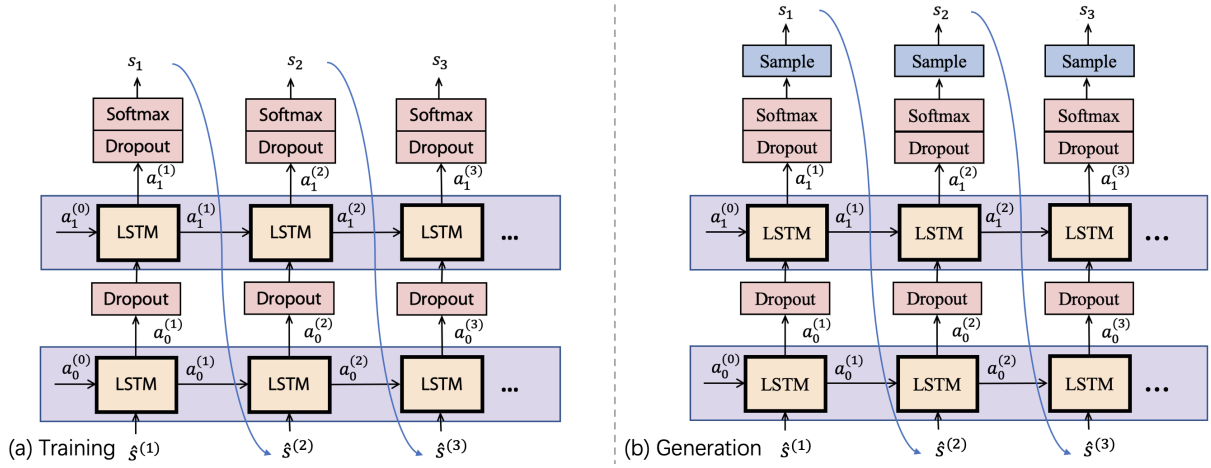 s₁ s₂ s₃
Softmax Softmax Softmax
Dropout Dropout Dropout
a₁⁽¹⁾ a₁⁽²⁾ a₁⁽³⁾
a₁⁽⁰⁾ LSTM a₁⁽¹⁾ LSTM a₁⁽²⁾ LSTM ...
Dropout Dropout Dropout
a₀⁽¹⁾ a₀⁽²⁾ a₀⁽³⁾
a₀⁽⁰⁾ LSTM a₀⁽¹⁾ LSTM a₀⁽²⁾ LSTM ...
(a) Training ŝ⁽¹⁾ ŝ⁽²⁾ ŝ⁽³⁾
s₁ s₂ s₃
Sample Sample Sample
Softmax Softmax Softmax
Dropout Dropout Dropout
a₁⁽¹⁾ a₁⁽²⁾ a₁⁽³⁾
a₁⁽⁰⁾ LSTM a₁⁽¹⁾ LSTM a₁⁽²⁾ LSTM ...
Dropout Dropout Dropout
a₀⁽¹⁾ a₀⁽²⁾ a₀⁽³⁾
a₀⁽⁰⁾ LSTM a₀⁽¹⁾ LSTM a₀⁽²⁾ LSTM ...
(b) Generation ŝ⁽¹⁾ ŝ⁽²⁾ ŝ⁽³⁾